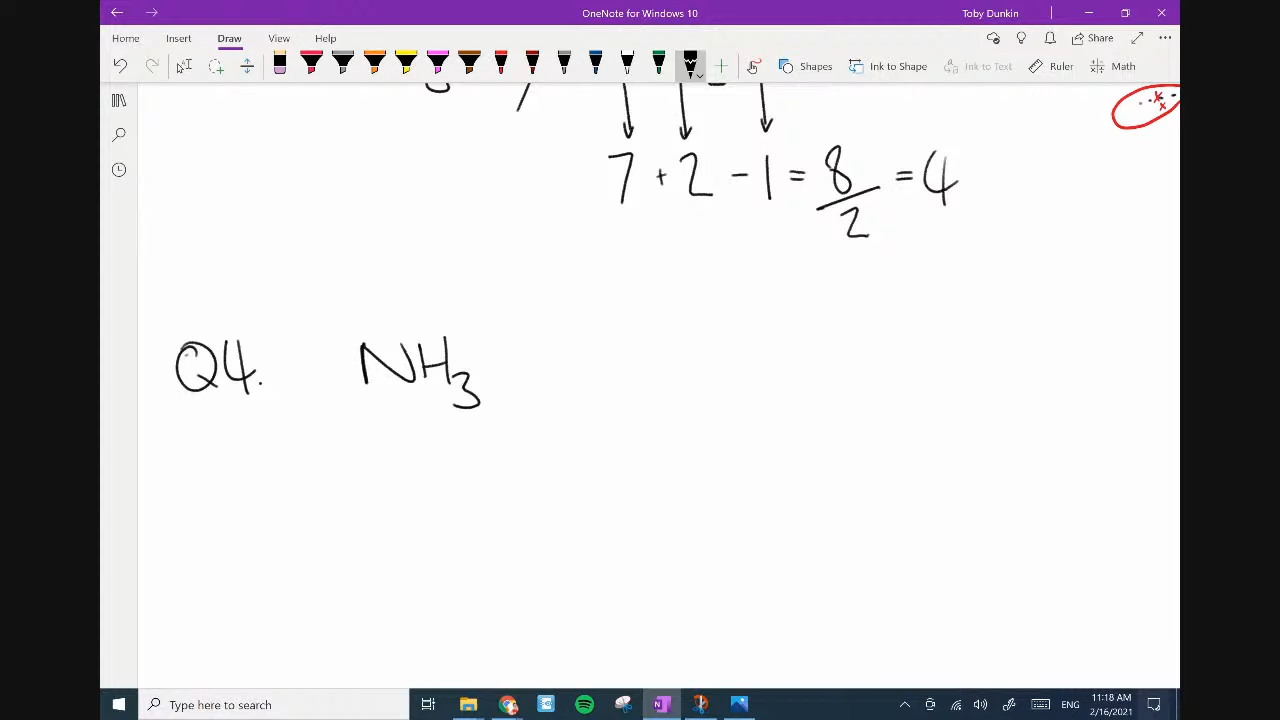 OneNote for Windows 10
Toby Dunkin
Home Insert Draw View Help
Share
Shapes Ink to Shape Ink to Text Ruler Math
7 + 2 - 1 = 8/2 = 4
Q4. NH3
Type here to search
ENG
11:18 AM
2/16/2021